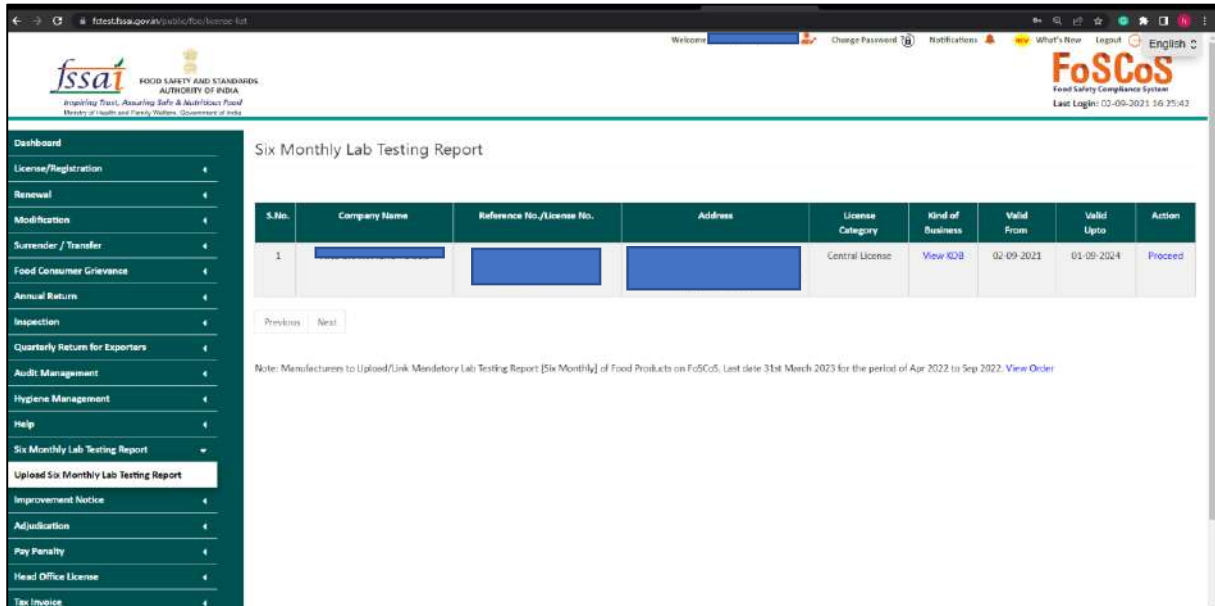 fctest.fssai.gov.in/public/fbo/license-list
Welcome Change Password Notifications new What's New Logout English
fssai
FOOD SAFETY AND STANDARDS
AUTHORITY OF INDIA
Inspiring Trust, Assuring Safe & Nutritious Food
Ministry of Health and Family Welfare, Government of India
FoSCoS
Food Safety Compliance System
Last Login: 02-09-2021 16:25:42
Dashboard
License/Registration
Renewal
Modification
Surrender / Transfer
Food Consumer Grievance
Annual Return
Inspection
Quarterly Return for Exporters
Audit Management
Hygiene Management
Help
Six Monthly Lab Testing Report
Upload Six Monthly Lab Testing Report
Improvement Notice
Adjudication
Pay Penalty
Head Office License
Tax Invoice
Six Monthly Lab Testing Report
S.No. Company Name Reference No./License No. Address License Category Kind of Business Valid From Valid Upto Action
1 Central License View KOB 02-09-2021 01-09-2024 Proceed
Previous Next
Note: Manufacturers to Upload/Link Mandatory Lab Testing Report [Six Monthly] of Food Products on FoSCoS, Last date 31st March 2023 for the period of Apr 2022 to Sep 2022. View Order